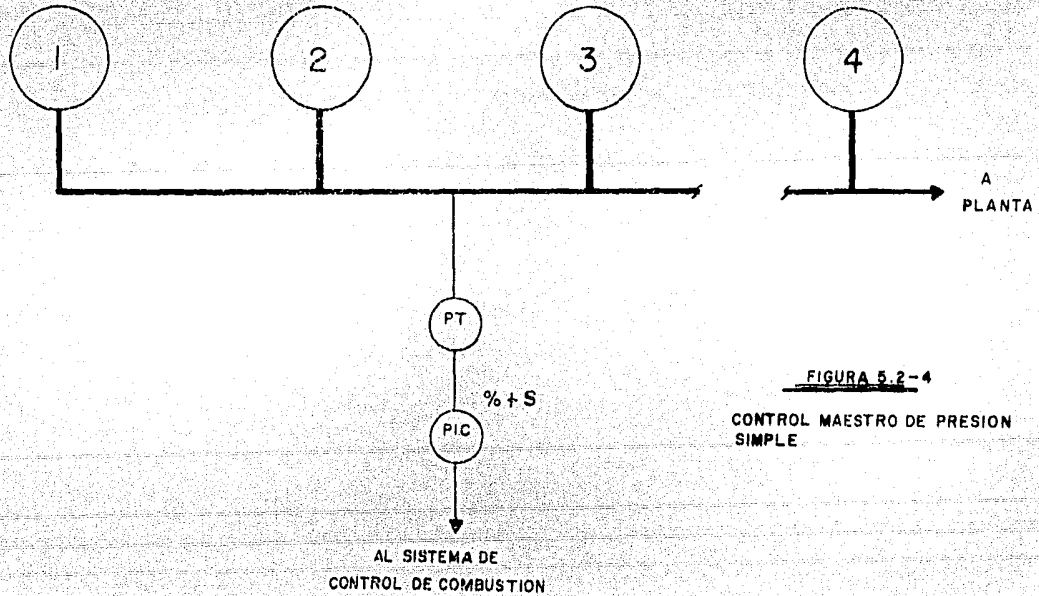 1
2
3
4
A
PLANTA
PT
% + S
PIC
FIGURA 5.2-4
CONTROL MAESTRO DE PRESION
SIMPLE
AL SISTEMA DE
CONTROL DE COMBUSTION